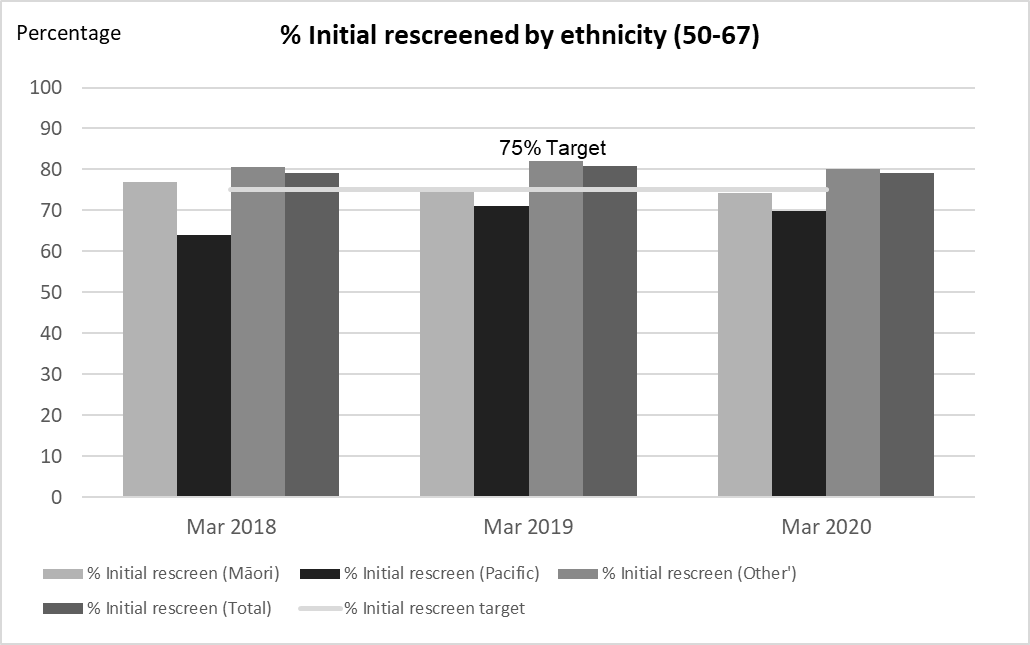 Percentage
% Initial rescreened by ethnicity (50-67)
100
90
75% Target
80
70
60
50
40
30
20
10
0
Mar 2018 Mar 2019 Mar 2020
% Initial rescreen (Māori) % Initial rescreen (Pacific) % Initial rescreen (Other')
% Initial rescreen (Total) % Initial rescreen target